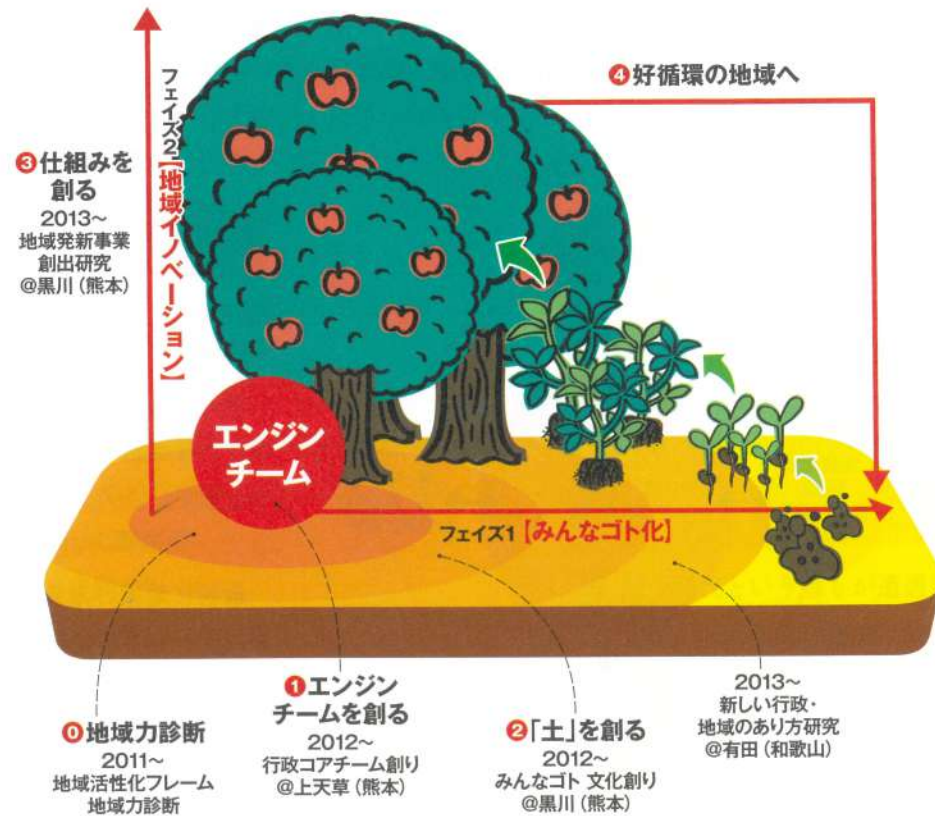 ❹好循環の地域へ
フェイズ2【地域イノベーション】
❸仕組みを
創る
2013〜
地域発新事業
創出研究
@黒川(熊本)
エンジン
チーム
フェイズ1【みんなゴト化】
⓿地域力診断
2011〜
地域活性化フレーム
地域力診断
❶エンジン
チームを創る
2012〜
行政コアチーム創り
@上天草(熊本)
❷「土」を創る
2012〜
みんなゴト 文化創り
@黒川(熊本)
2013〜
新しい行政・
地域のあり方研究
@有田(和歌山)